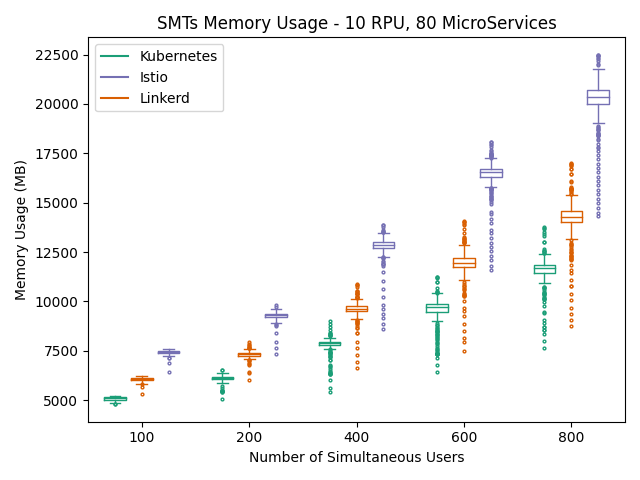 SMTs Memory Usage - 10 RPU, 80 MicroServices
Kubernetes
Istio
Linkerd
Memory Usage (MB)
22500
20000
17500
15000
12500
10000
7500
5000
100 200 400 600 800
Number of Simultaneous Users